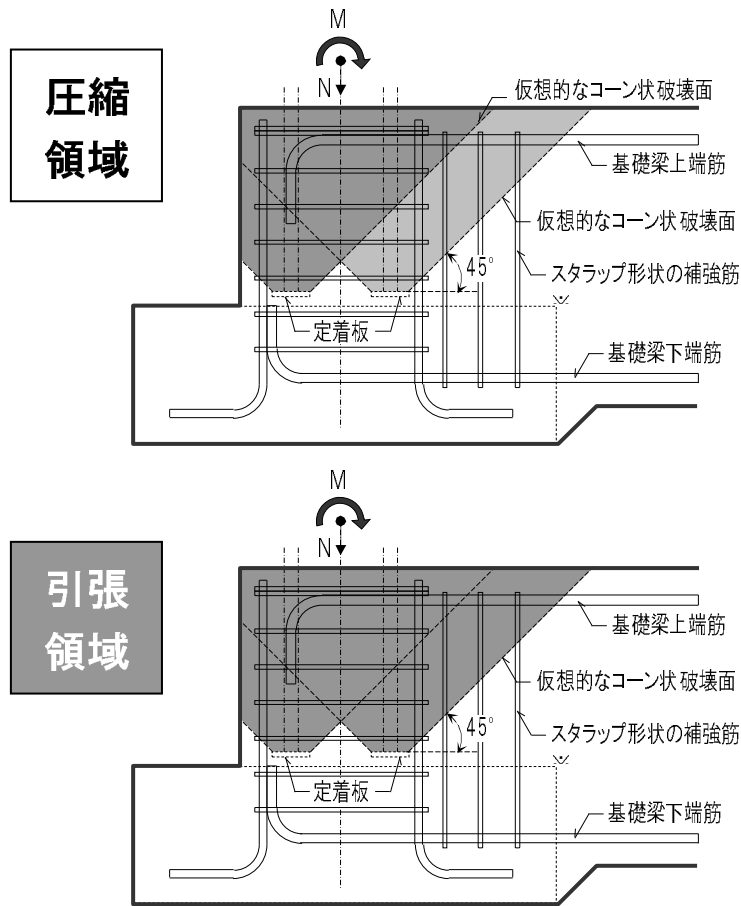 M
N
圧縮
領域
仮想的なコーン状破壊面
基礎梁上端筋
仮想的なコーン状破壊面
45°
スタラップ形状の補強筋
定着板
基礎梁下端筋
M
N
引張
領域
基礎梁上端筋
仮想的なコーン状破壊面
45°
スタラップ形状の補強筋
定着板
基礎梁下端筋